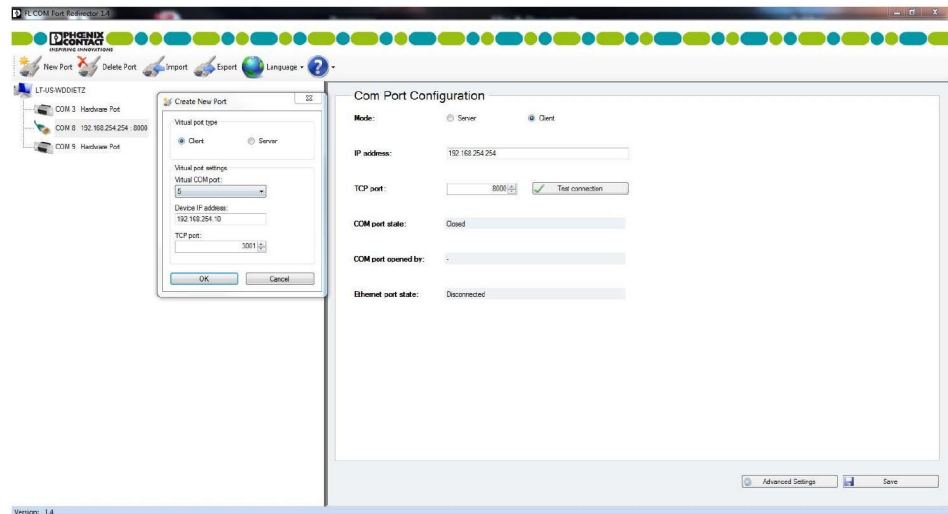 FL COM Port Redirector 1.4
PHŒNIX
CONTACT
INSPIRING INNOVATIONS
New Port Delete Port Import Export Language
LT-US-WDDIETZ
COM 3 Hardware Port
COM 8 192.168.254.254 : 8000
COM 9 Hardware Port
Create New Port
Virtual port type
Client Server
Virtual port settings
Virtual COM port:
5
Device IP address:
192.168.254.10
TCP port:
3001
OK Cancel
Com Port Configuration
Mode: Server Client
IP address: 192.168.254.254
TCP port: 8000 Test connection
COM port state: Closed
COM port opened by: -
Ethernet port state: Disconnected
Advanced Settings Save
Version: 1.4